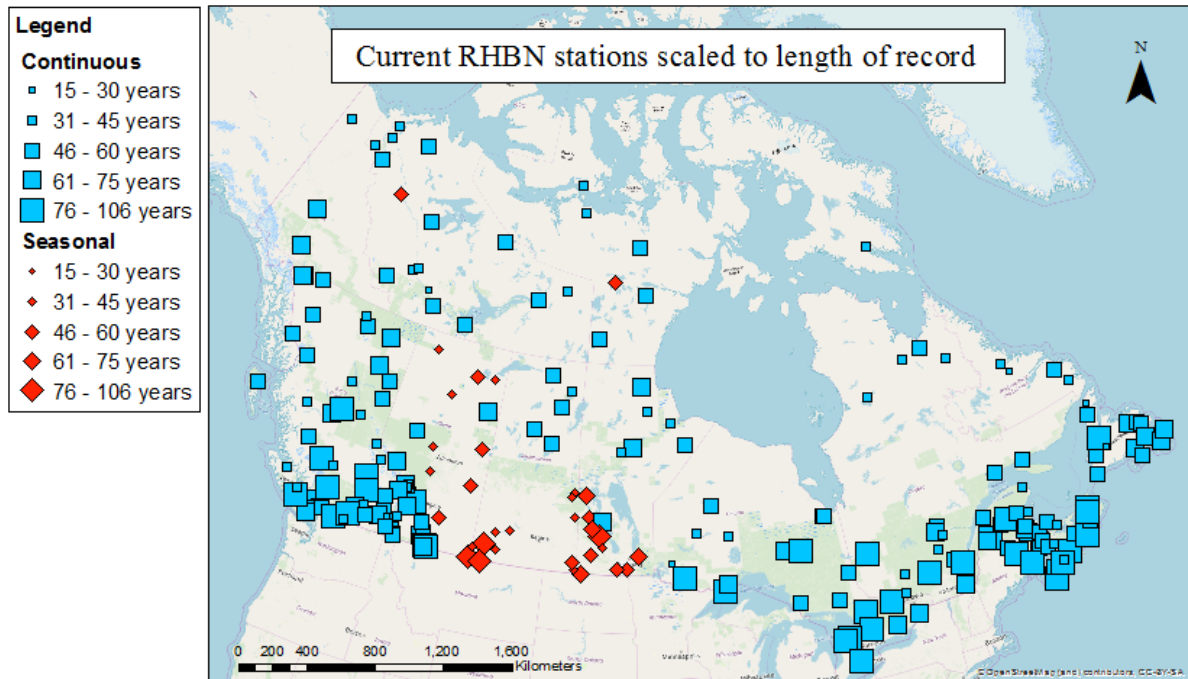 Legend
Continuous
15 - 30 years
31 - 45 years
46 - 60 years
61 - 75 years
76 - 106 years
Seasonal
15 - 30 years
31 - 45 years
46 - 60 years
61 - 75 years
76 - 106 years
Current RHBN stations scaled to length of record
N
0 200 400 800 1,200 1,600
Kilometers
© OpenStreetMap (and) contributors, CC-BY-SA